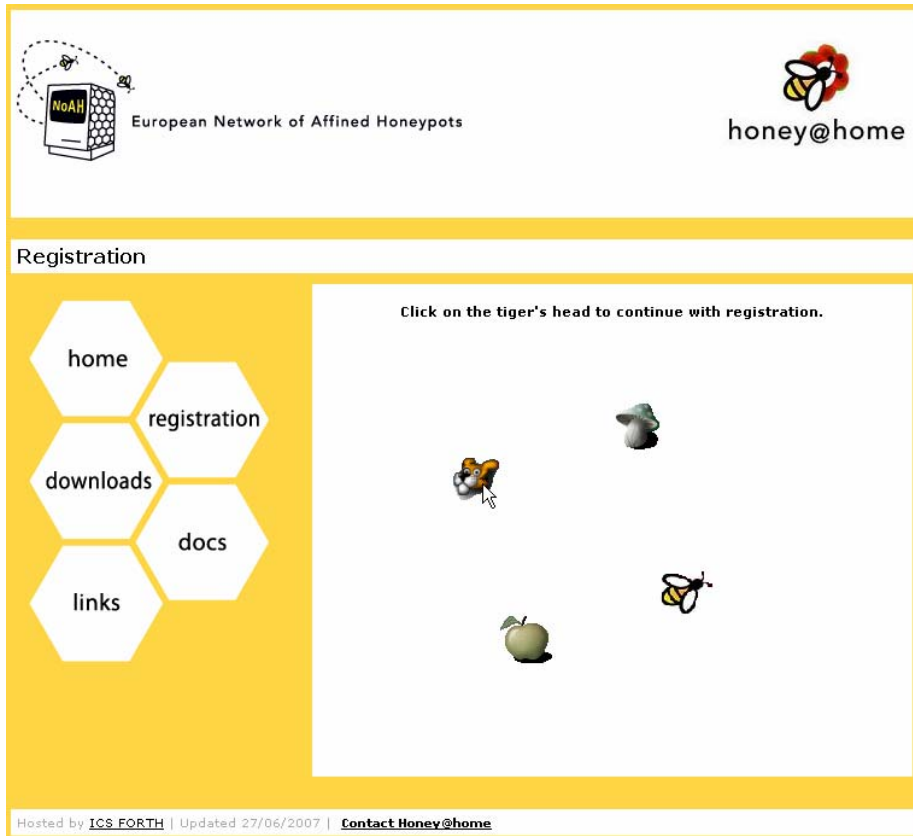 NoAH
European Network of Affined Honeypots
honey@home
Registration
Click on the tiger's head to continue with registration.
home
registration
downloads
docs
links
Hosted by ICS FORTH | Updated 27/06/2007 | Contact Honey@home